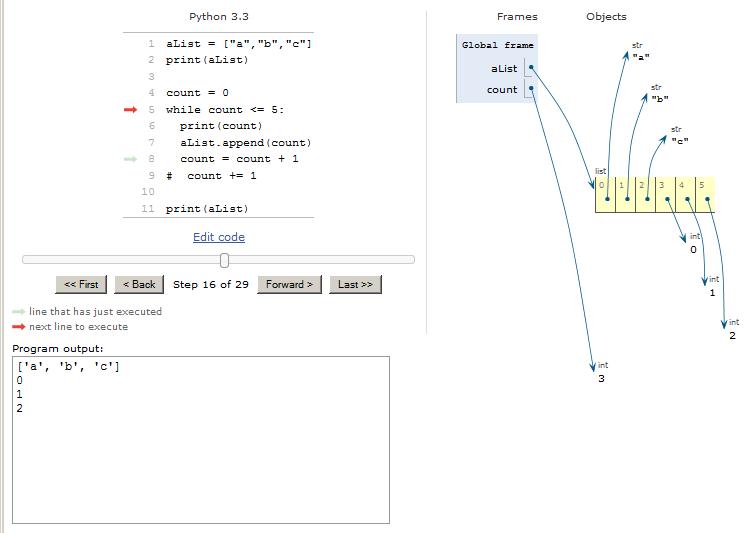 Python 3.3
1 aList = ["a","b","c"]
2 print(aList)
3
4 count = 0
5 while count <= 5:
6 print(count)
7 aList.append(count)
8 count = count + 1
9 # count += 1
10
11 print(aList)
Edit code
<< First < Back Step 16 of 29 Forward > Last >>
line that has just executed
next line to execute
Program output:
['a', 'b', 'c']
0
1
2
Frames Objects
Global frame
aList
count
str
"a"
str
"b"
str
"c"
list
0 1 2 3 4 5
int
0
int
1
int
2
int
3